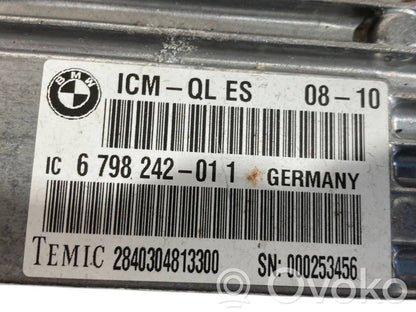 BMW
ICM-QL ES 08-10
IC 6 798 242-01 1 GERMANY
TEMIC 2840304813300 SN: 000253456
ovoko